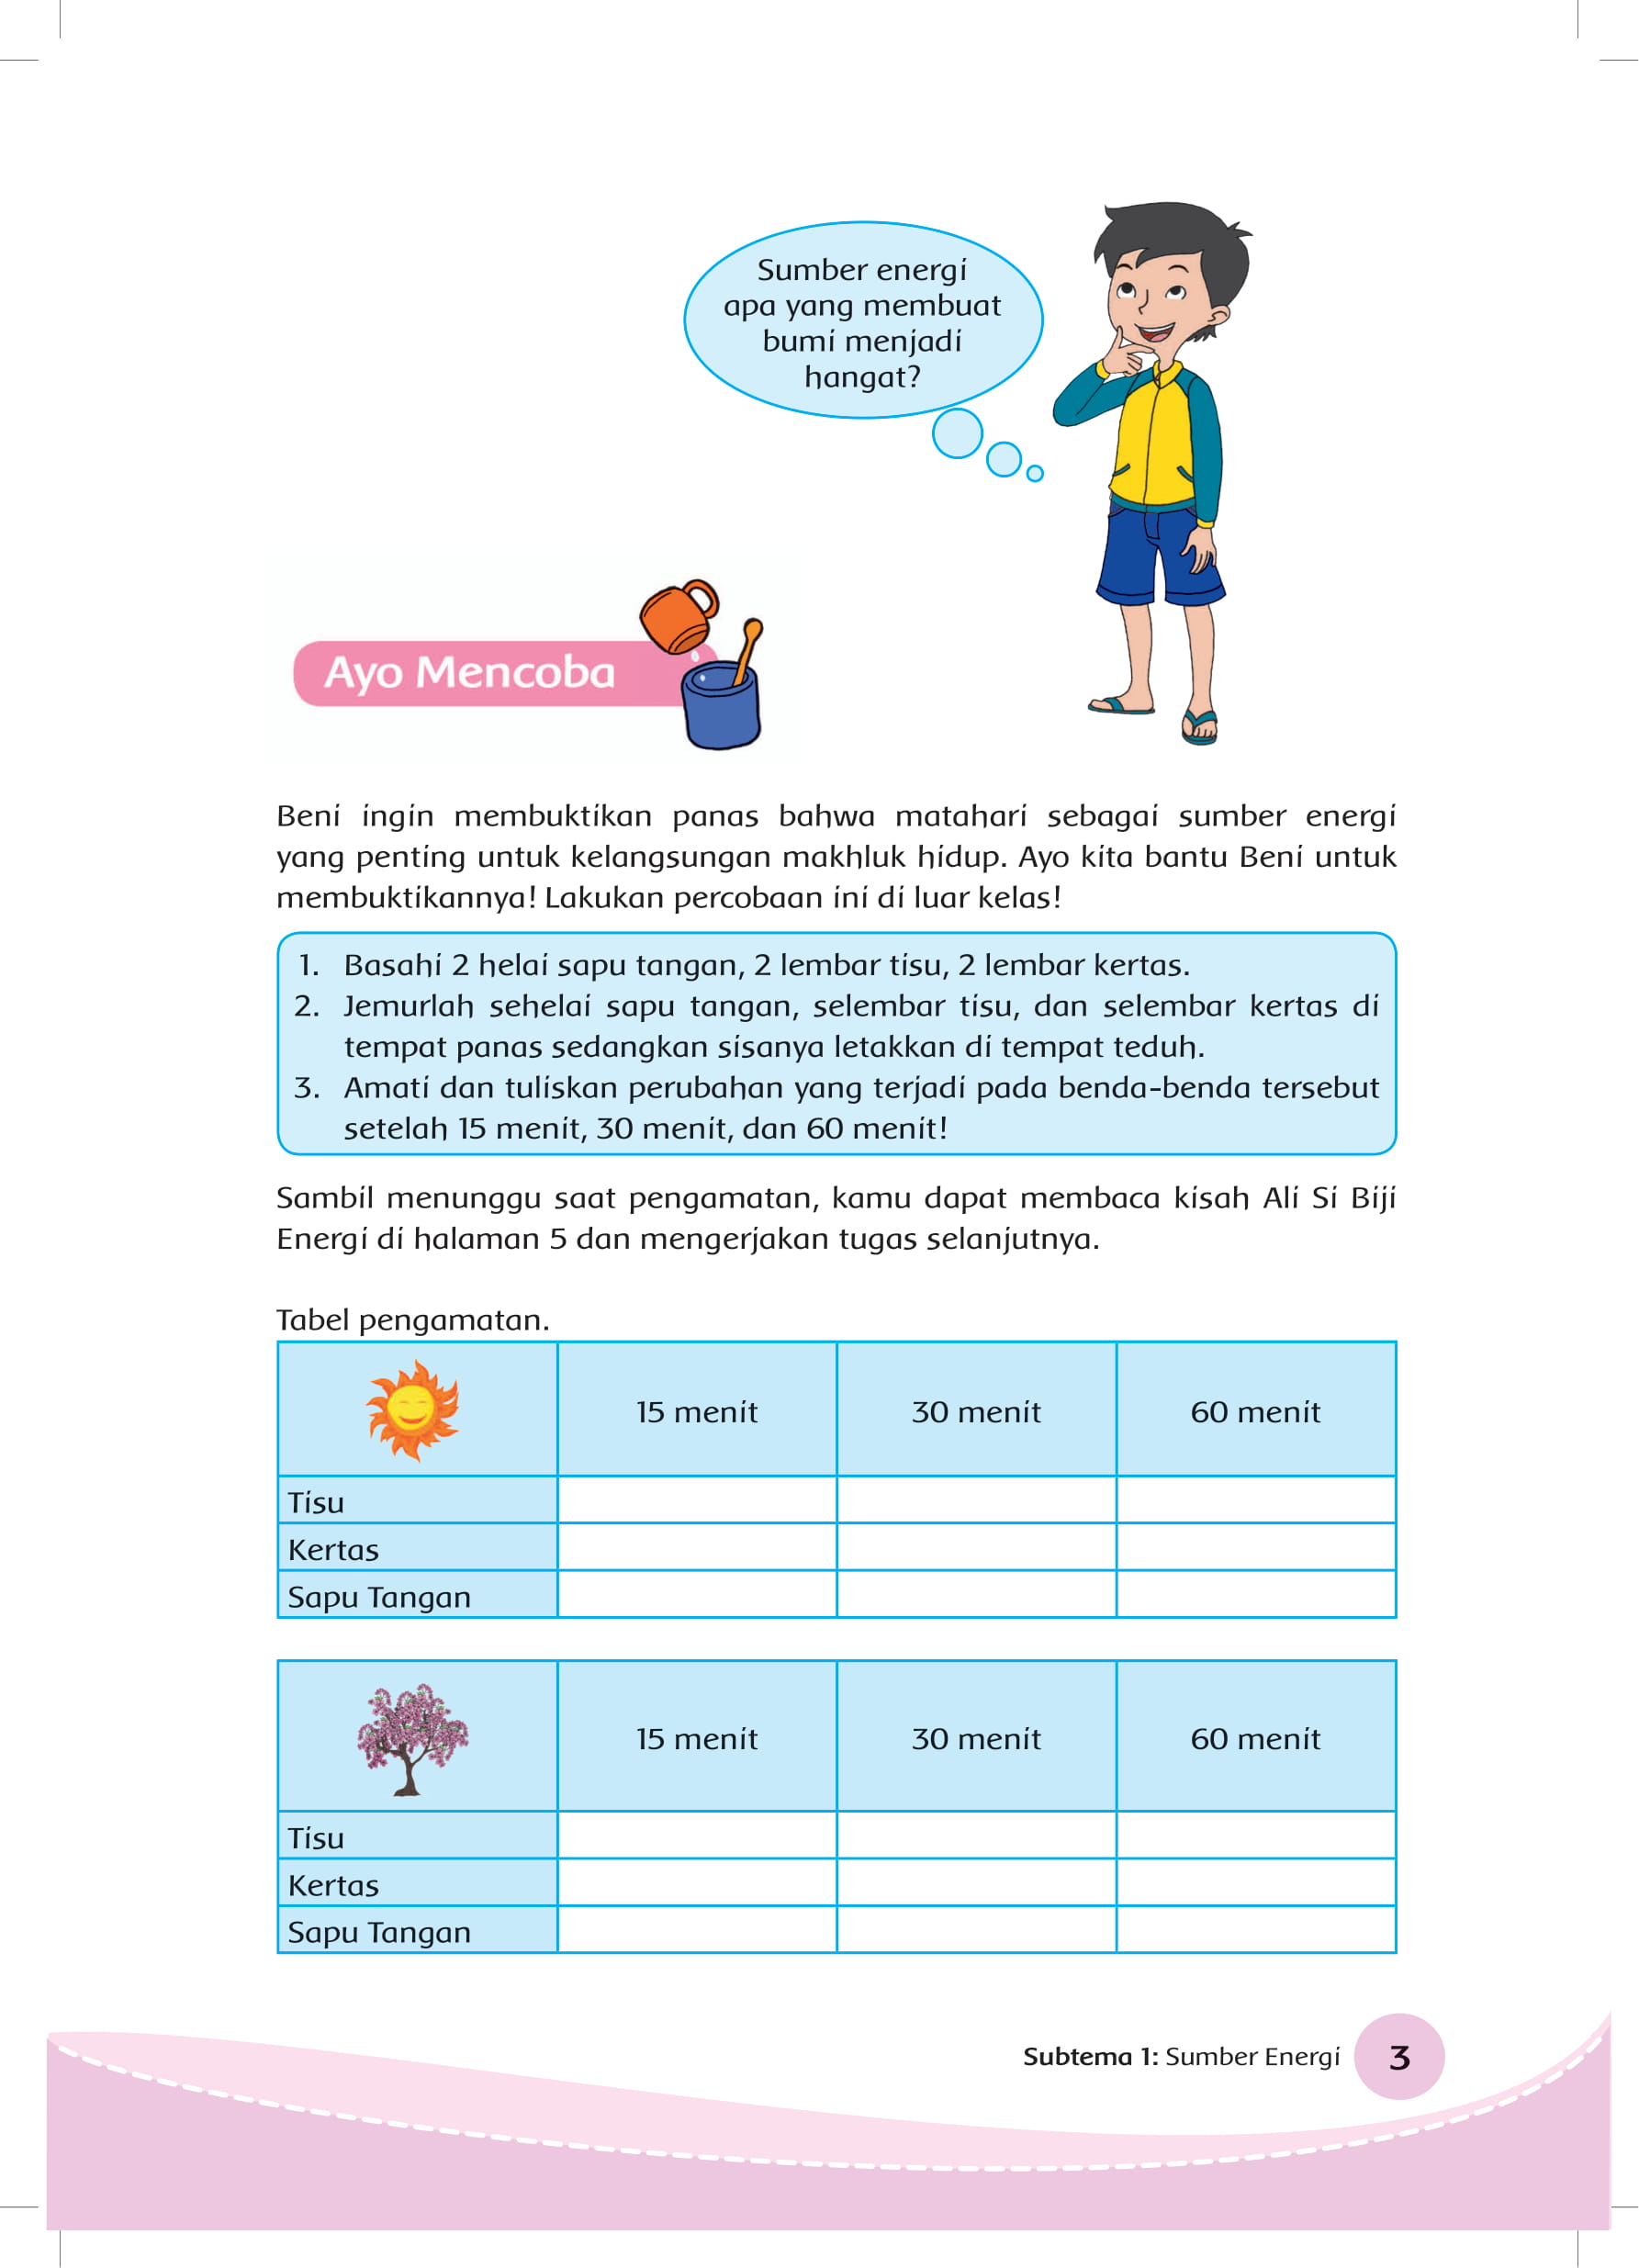 Sumber energi
apa yang membuat
bumi menjadi
hangat?
Ayo Mencoba
Beni ingin membuktikan panas bahwa matahari sebagai sumber energi
yang penting untuk kelangsungan makhluk hidup. Ayo kita bantu Beni untuk
membuktikannya! Lakukan percobaan ini di luar kelas!
1. Basahi 2 helai sapu tangan, 2 lembar tisu, 2 lembar kertas.
2. Jemurlah sehelai sapu tangan, selembar tisu, dan selembar kertas di
tempat panas sedangkan sisanya letakkan di tempat teduh.
3. Amati dan tuliskan perubahan yang terjadi pada benda-benda tersebut
setelah 15 menit, 30 menit, dan 60 menit!
Sambil menunggu saat pengamatan, kamu dapat membaca kisah Ali Si Biji
Energi di halaman 5 dan mengerjakan tugas selanjutnya.
Tabel pengamatan.
15 menit 30 menit 60 menit
Tisu
Kertas
Sapu Tangan
15 menit 30 menit 60 menit
Tisu
Kertas
Sapu Tangan
Subtema 1: Sumber Energi 3